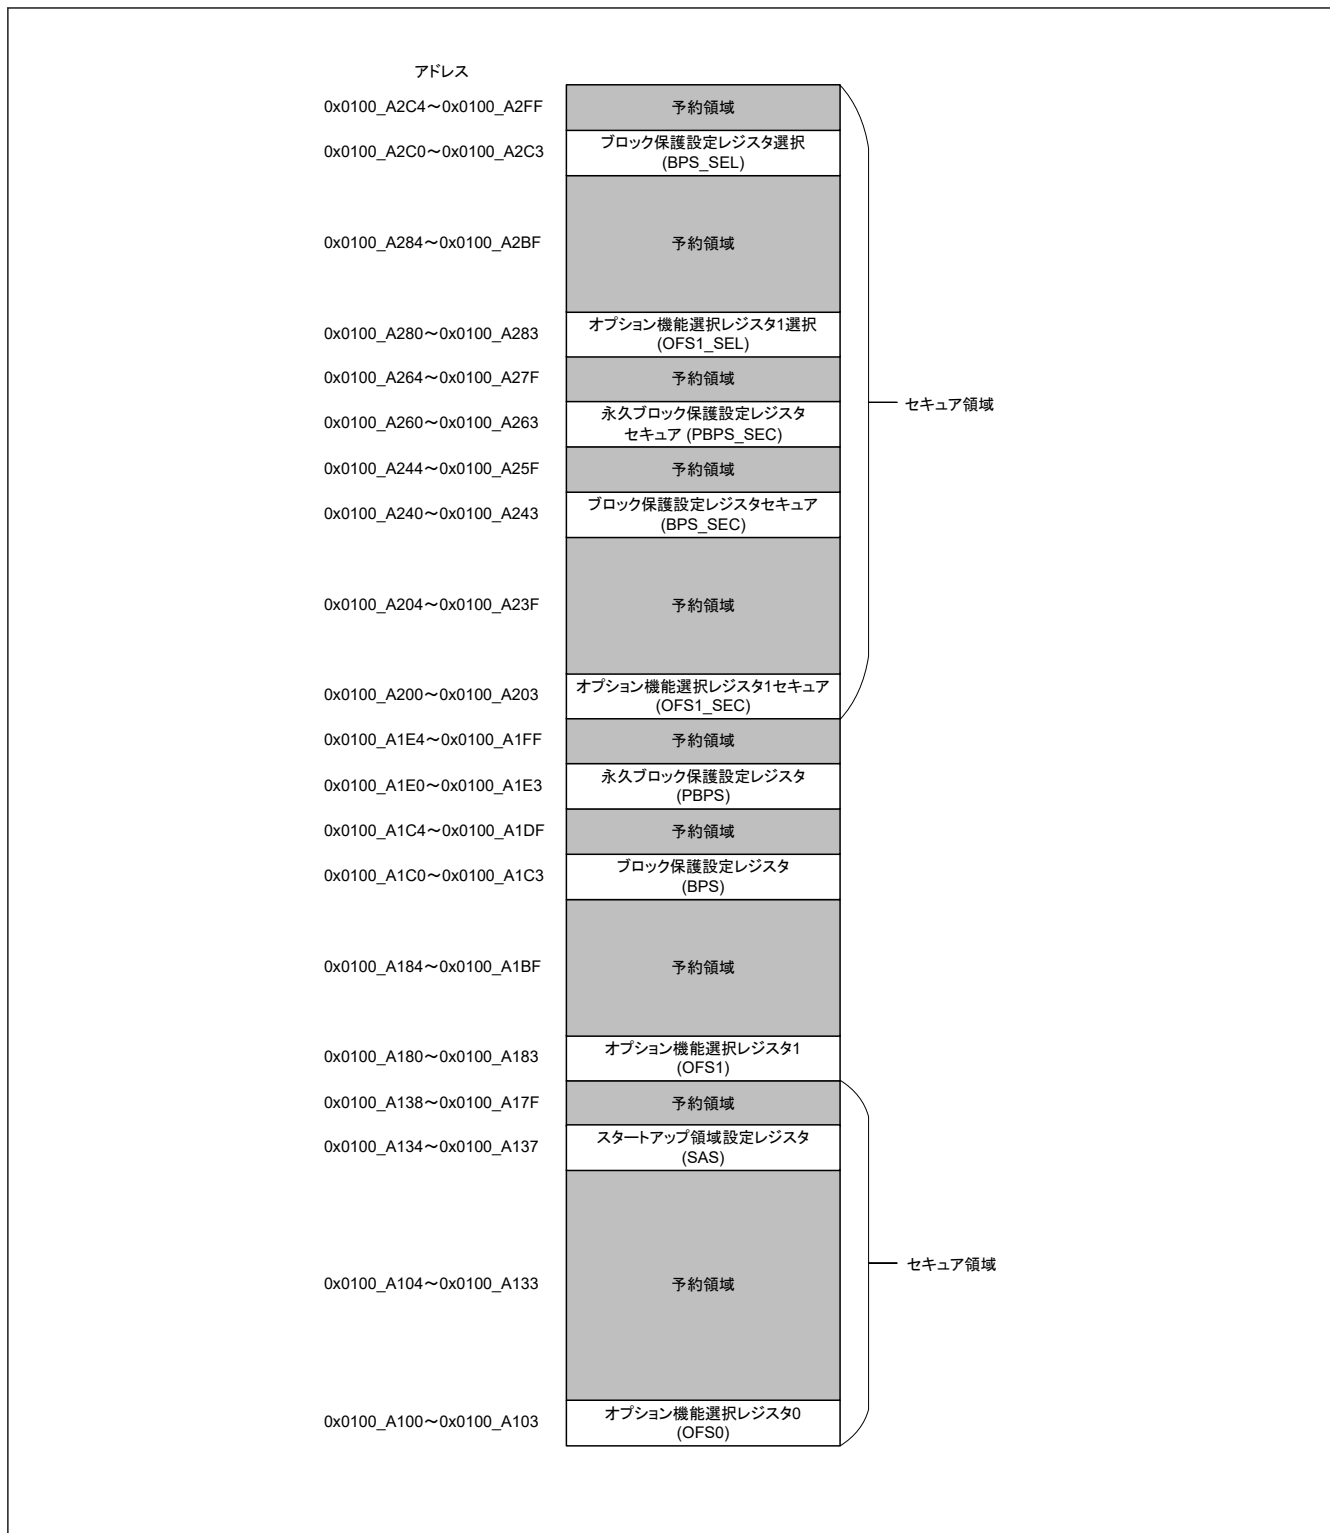 アドレス
0x0100_A2C4～0x0100_A2FF
予約領域
0x0100_A2C0～0x0100_A2C3
ブロック保護設定レジスタ選択
(BPS_SEL)
0x0100_A284～0x0100_A2BF
予約領域
0x0100_A280～0x0100_A283
オプション機能選択レジスタ1選択
(OFS1_SEL)
0x0100_A264～0x0100_A27F
予約領域
セキュア領域
0x0100_A260～0x0100_A263
永久ブロック保護設定レジスタ
セキュア (PBPS_SEC)
0x0100_A244～0x0100_A25F
予約領域
0x0100_A240～0x0100_A243
ブロック保護設定レジスタセキュア
(BPS_SEC)
0x0100_A204～0x0100_A23F
予約領域
0x0100_A200～0x0100_A203
オプション機能選択レジスタ1セキュア
(OFS1_SEC)
0x0100_A1E4～0x0100_A1FF
予約領域
0x0100_A1E0～0x0100_A1E3
永久ブロック保護設定レジスタ
(PBPS)
0x0100_A1C4～0x0100_A1DF
予約領域
0x0100_A1C0～0x0100_A1C3
ブロック保護設定レジスタ
(BPS)
0x0100_A184～0x0100_A1BF
予約領域
0x0100_A180～0x0100_A183
オプション機能選択レジスタ1
(OFS1)
0x0100_A138～0x0100_A17F
予約領域
0x0100_A134～0x0100_A137
スタートアップ領域設定レジスタ
(SAS)
セキュア領域
0x0100_A104～0x0100_A133
予約領域
0x0100_A100～0x0100_A103
オプション機能選択レジスタ0
(OFS0)